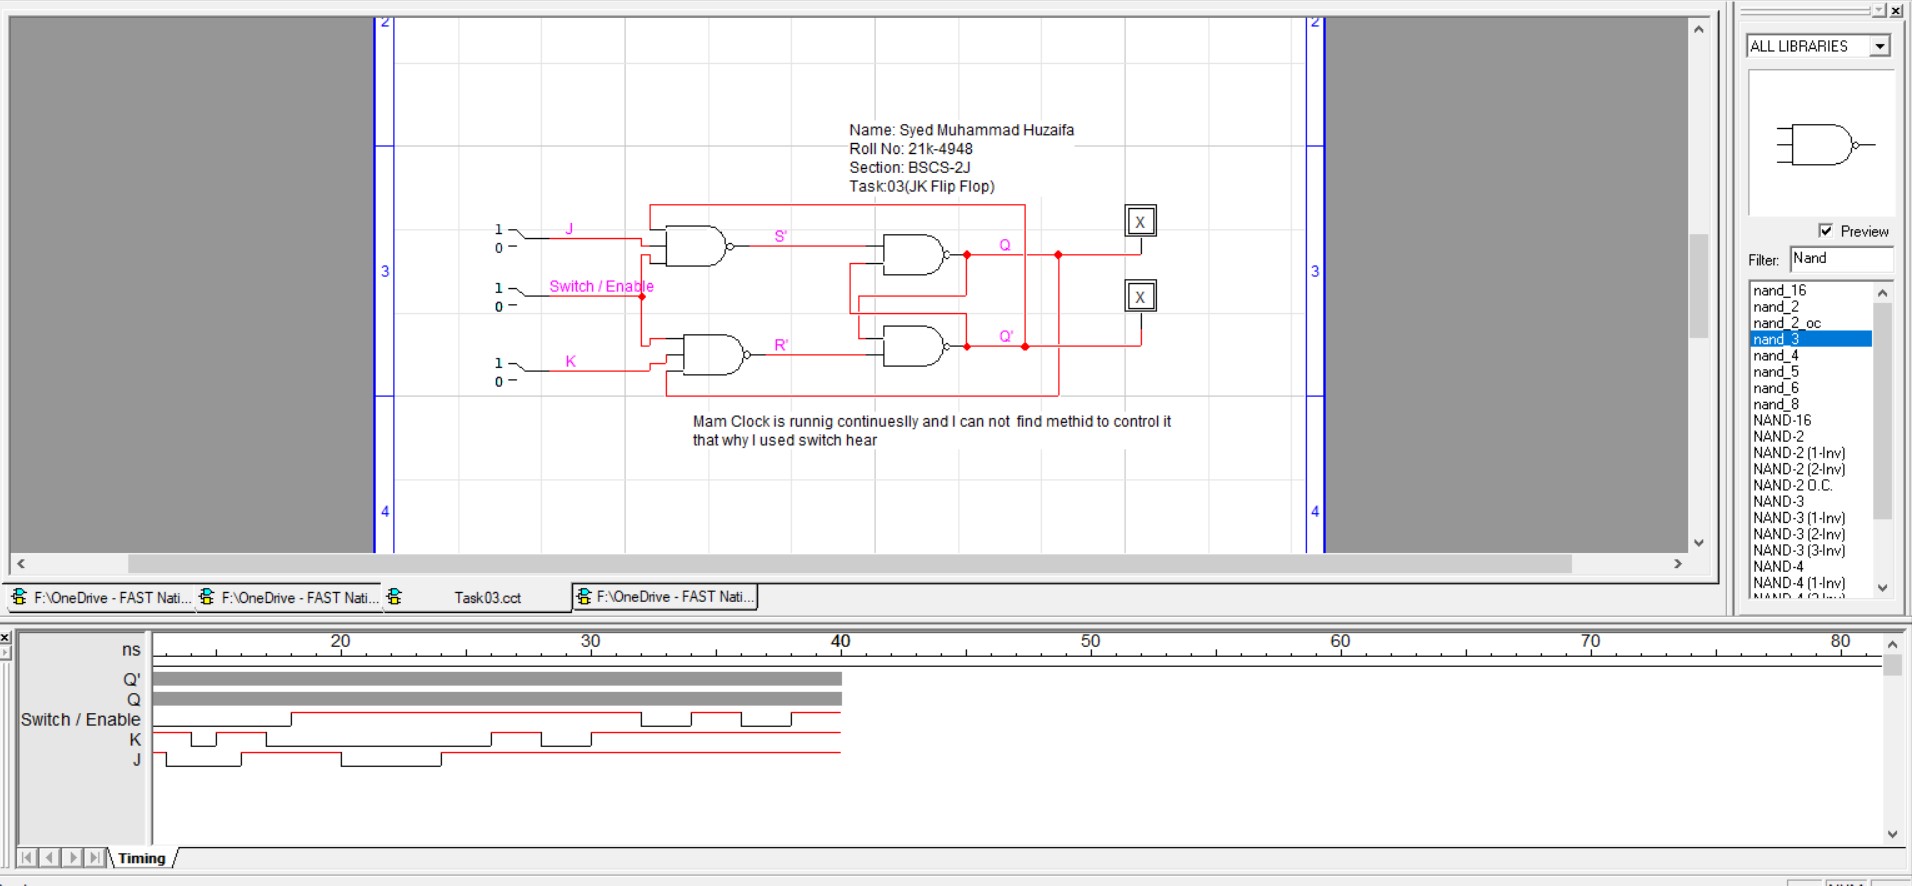 2
2
Name: Syed Muhammad Huzaifa
Roll No: 21k-4948
Section: BSCS-2J
Task:03(JK Flip Flop)
1
0
J
S'
Q
X
3
3
1
0
Switch / Enable
X
1
0
K
R'
Q'
Mam Clock is runnig continueslly and I can not find methid to control it
that why I used switch hear
4
4
ALL LIBRARIES
Preview
Filter: Nand
nand_16
nand_2
nand_2_oc
nand_3
nand_4
nand_5
nand_6
nand_8
NAND-16
NAND-2
NAND-2 (1-Inv)
NAND-2 (2-Inv)
NAND-2 O.C.
NAND-3
NAND-3 (1-Inv)
NAND-3 (2-Inv)
NAND-3 (3-Inv)
NAND-4
NAND-4 (1-Inv)
F:\OneDrive - FAST Nati... F:\OneDrive - FAST Nati... Task03.cct F:\OneDrive - FAST Nati...
ns 20 30 40 50 60 70 80
Q'
Q
Switch / Enable
K
J
Timing